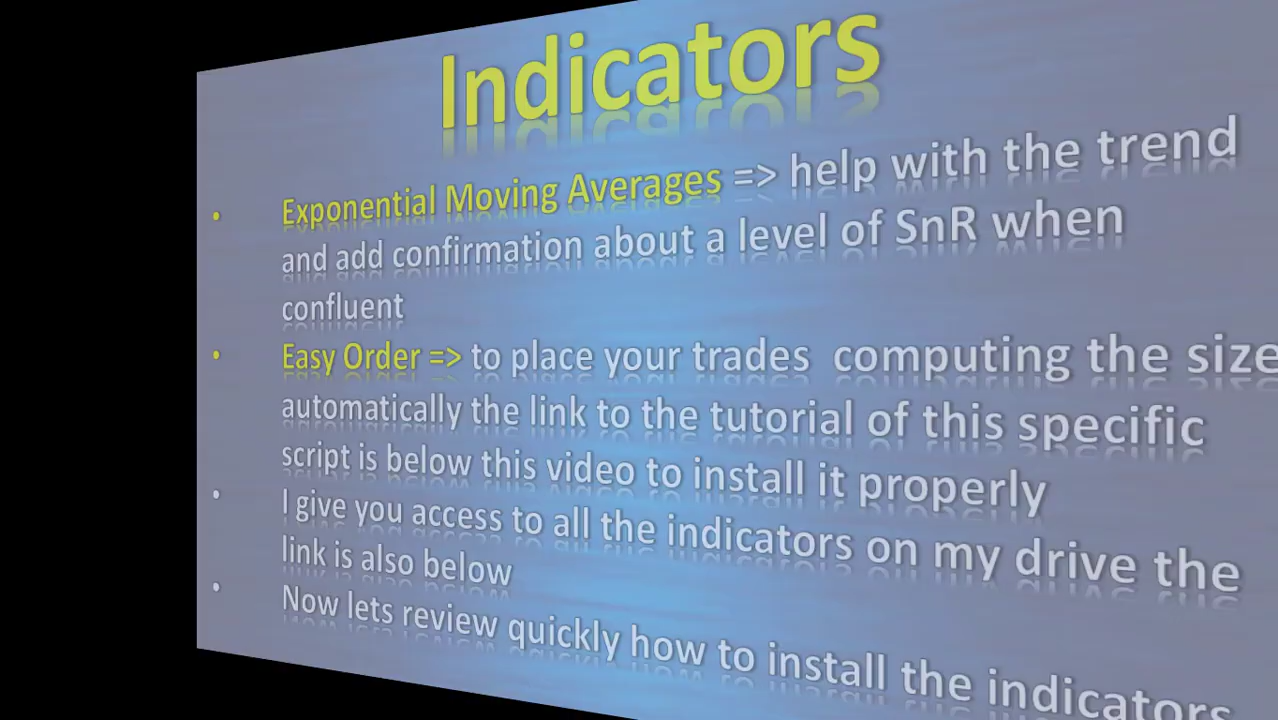 Indicators
• Exponential Moving Averages => help with the trend
and add confirmation about a level of SnR when
confluent
• Easy Order => to place your trades computing the size
automatically the link to the tutorial of this specific
script is below this video to install it properly
• I give you access to all the indicators on my drive the
link is also below
• Now lets review quickly how to install the indicators